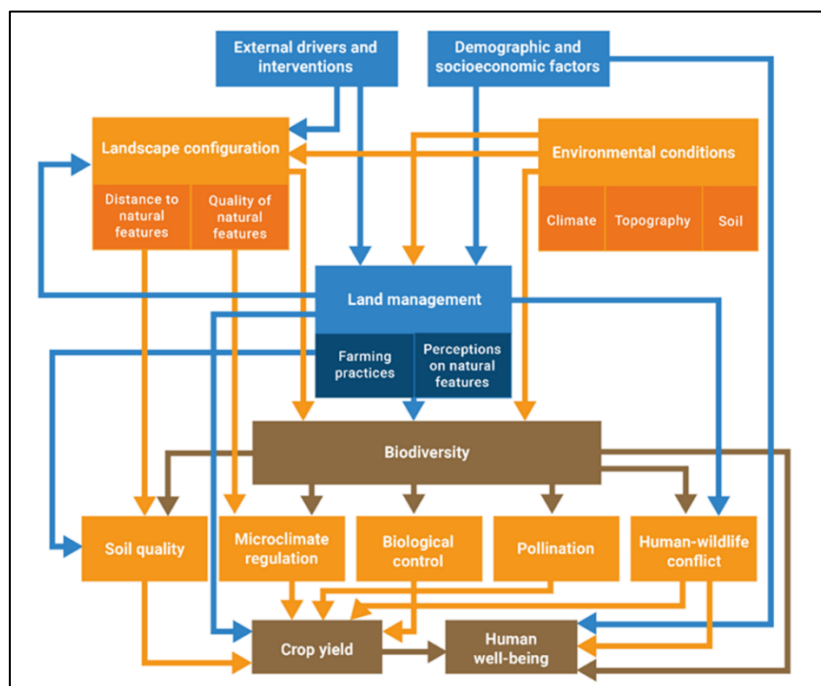 External drivers and
interventions
Demographic and
socioeconomic factors
Landscape configuration
Distance to
natural
features
Quality of
natural
features
Environmental conditions
Climate
Topography
Soil
Land management
Farming
practices
Perceptions
on natural
features
Biodiversity
Soil quality
Microclimate
regulation
Biological
control
Pollination
Human-wildlife
conflict
Crop yield
Human
well-being